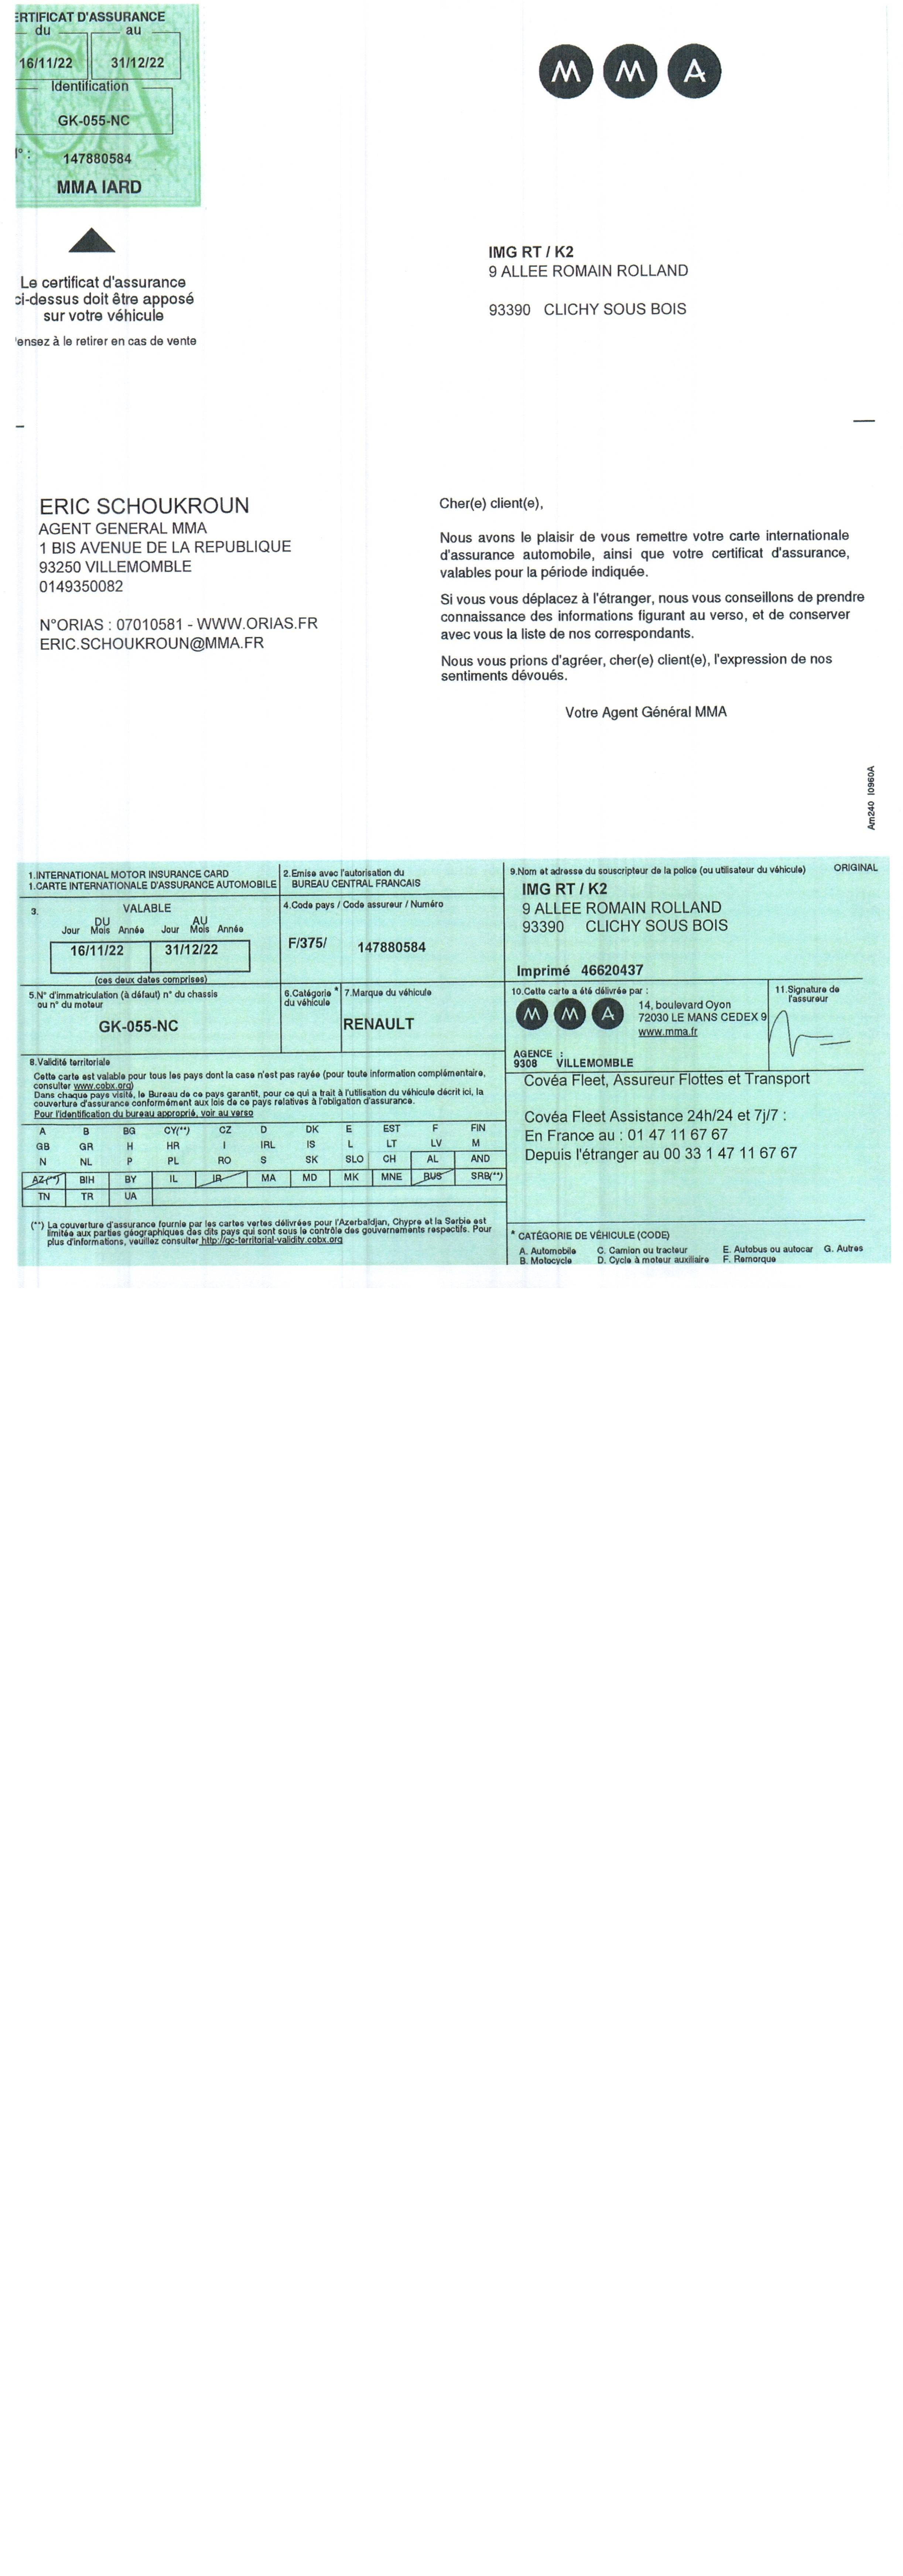 ERTIFICAT D'ASSURANCE
du au
16/11/22 31/12/22
Identification
GK-055-NC
N° : 147880584
MMA IARD
MMA
Le certificat d'assurance
ci-dessus doit être apposé
sur votre véhicule
ensez à le retirer en cas de vente
IMG RT / K2
9 ALLEE ROMAIN ROLLAND
93390 CLICHY SOUS BOIS
ERIC SCHOUKROUN
AGENT GENERAL MMA
1 BIS AVENUE DE LA REPUBLIQUE
93250 VILLEMOMBLE
0149350082
N°ORIAS : 07010581 - WWW.ORIAS.FR
ERIC.SCHOUKROUN@MMA.FR
Cher(e) client(e),
Nous avons le plaisir de vous remettre votre carte internationale
d'assurance automobile, ainsi que votre certificat d'assurance,
valables pour la période indiquée.
Si vous vous déplacez à l'étranger, nous vous conseillons de prendre
connaissance des informations figurant au verso, et de conserver
avec vous la liste de nos correspondants.
Nous vous prions d'agréer, cher(e) client(e), l'expression de nos
sentiments dévoués.
Votre Agent Général MMA
Am240 I0960A
1.INTERNATIONAL MOTOR INSURANCE CARD
1.CARTE INTERNATIONALE D'ASSURANCE AUTOMOBILE
2.Emise avec l'autorisation du
BUREAU CENTRAL FRANCAIS
3. VALABLE
DU AU
Jour Mois Année Jour Mois Année
16/11/22 31/12/22
(ces deux dates comprises)
4.Code pays / Code assureur / Numéro
F/375/ 147880584
5.N° d'immatriculation (à défaut) n° du chassis
ou n° du moteur
GK-055-NC
6.Catégorie *
du véhicule
7.Marque du véhicule
RENAULT
8.Validité territoriale
Cette carte est valable pour tous les pays dont la case n'est pas rayée (pour toute information complémentaire,
consulter www.cobx.org)
Dans chaque pays visité, le Bureau de ce pays garantit, pour ce qui a trait à l'utilisation du véhicule décrit ici, la
couverture d'assurance conformément aux lois de ce pays relatives à l'obligation d'assurance.
Pour l'identification du bureau approprié, voir au verso
A B BG CY(**) CZ D DK E EST F FIN
GB GR H HR I IRL IS L LT LV M
N NL P PL RO S SK SLO CH AL AND
AZ(**) BIH BY IL IR MA MD MK MNE RUS SRB(**)
TN TR UA
(**) La couverture d'assurance fournie par les cartes vertes délivrées pour l'Azerbaïdjan, Chypre et la Serbie est
limitée aux parties géographiques des dits pays qui sont sous le contrôle des gouvernements respectifs. Pour
plus d'informations, veuillez consulter http://gc-territorial-validity.cobx.org
9.Nom et adresse du souscripteur de la police (ou utilisateur du véhicule) ORIGINAL
IMG RT / K2
9 ALLEE ROMAIN ROLLAND
93390 CLICHY SOUS BOIS
Imprimé 46620437
10.Cette carte a été délivrée par :
MMA
14, boulevard Oyon
72030 LE MANS CEDEX 9
www.mma.fr
11.Signature de
l'assureur
AGENCE :
9308 VILLEMOMBLE
Covéa Fleet, Assureur Flottes et Transport
Covéa Fleet Assistance 24h/24 et 7j/7 :
En France au : 01 47 11 67 67
Depuis l'étranger au 00 33 1 47 11 67 67
* CATÉGORIE DE VÉHICULE (CODE)
A. Automobile C. Camion ou tracteur E. Autobus ou autocar G. Autres
B. Motocycle D. Cycle à moteur auxiliaire F. Remorque